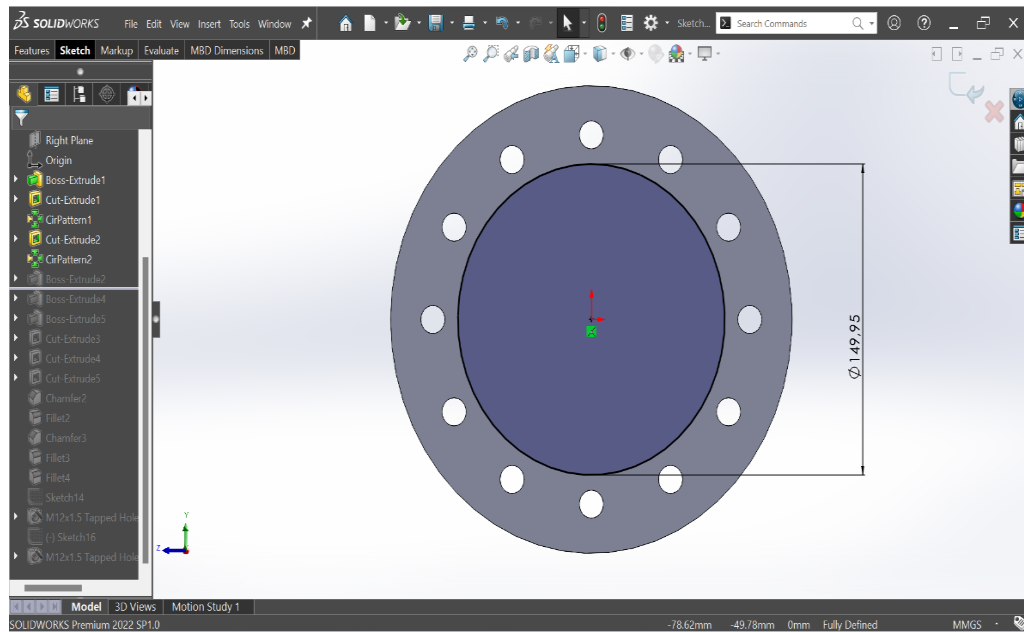 SOLIDWORKS File Edit View Insert Tools Window Sketch... Search Commands
Features Sketch Markup Evaluate MBD Dimensions MBD
Right Plane
Origin
Boss-Extrude1
Cut-Extrude1
CirPattern1
Cut-Extrude2
CirPattern2
Boss-Extrude2
Boss-Extrude4
Boss-Extrude5
Cut-Extrude3
Cut-Extrude4
Cut-Extrude5
Chamfer2
Fillet2
Chamfer3
Fillet3
Fillet4
Sketch14
M12x1.5 Tapped Hole
(-) Sketch16
M12x1.5 Tapped Hole
∅149,95
Y
Z
Model 3D Views Motion Study 1
SOLIDWORKS Premium 2022 SP1.0 -78.62mm -49.78mm 0mm Fully Defined MMGS